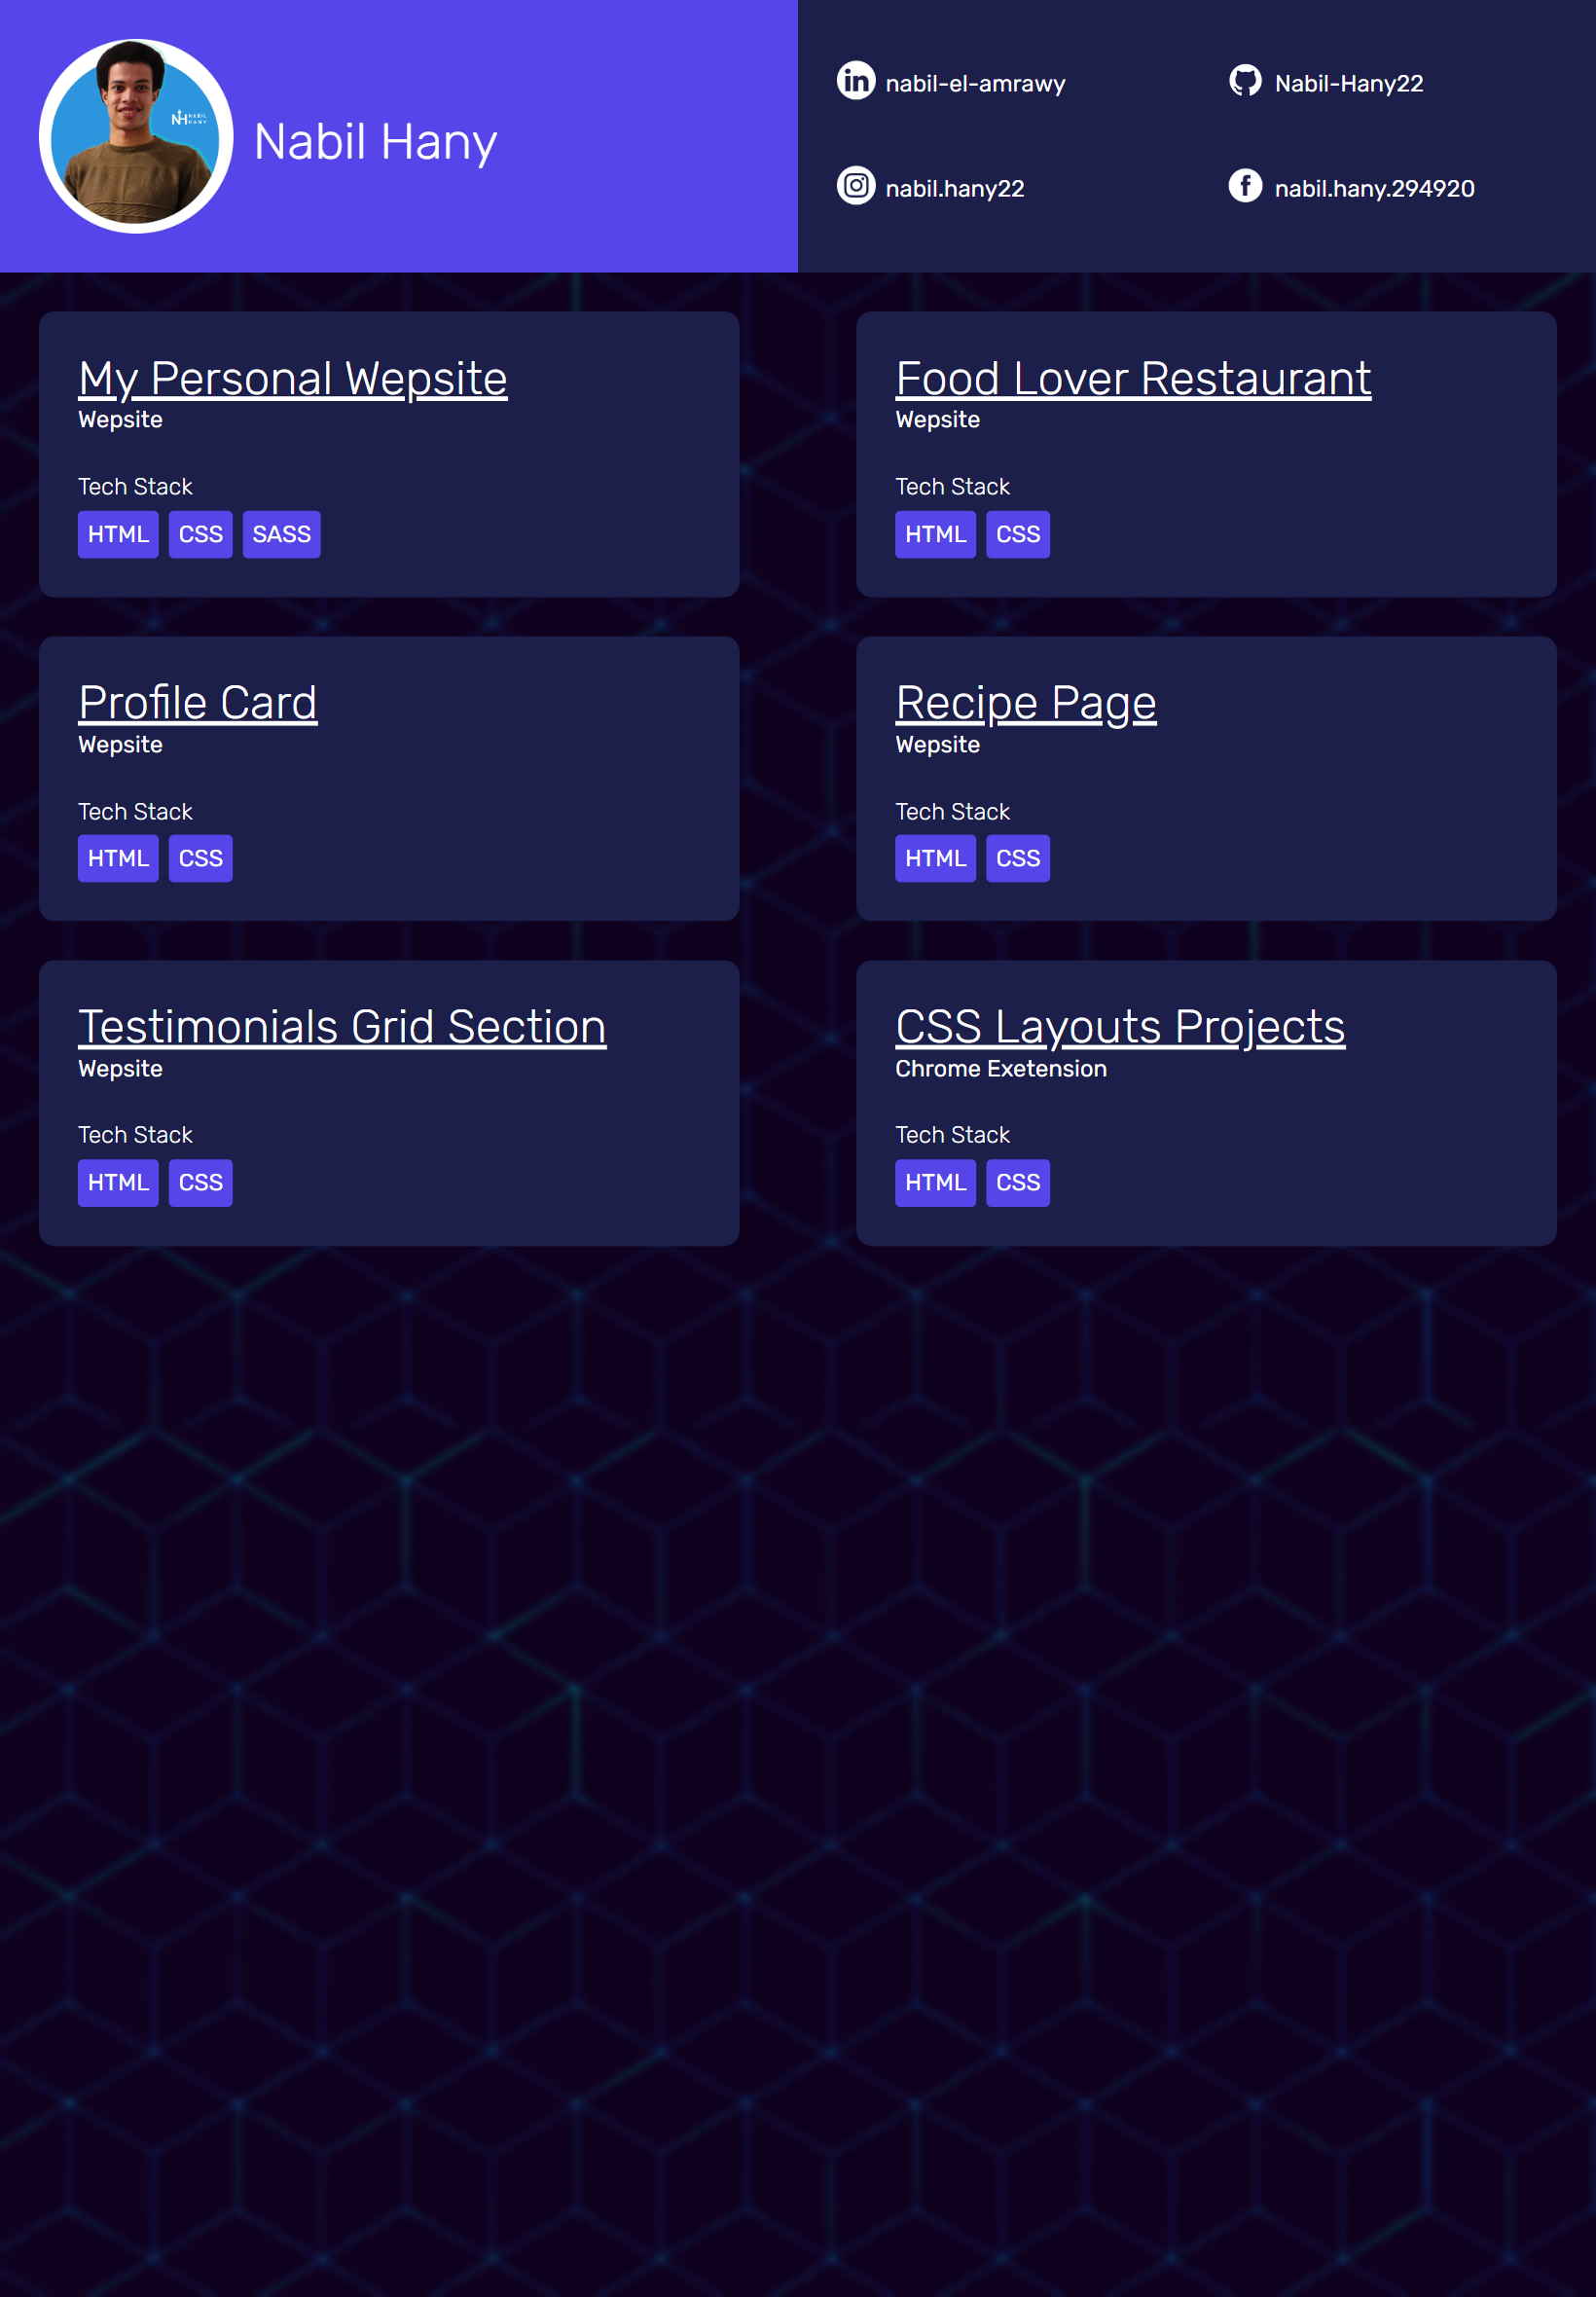 NH NABIL
HANY
Nabil Hany
nabil-el-amrawy
Nabil-Hany22
nabil.hany22
nabil.hany.294920
My Personal Wepsite
Wepsite
Tech Stack
HTML CSS SASS
Food Lover Restaurant
Wepsite
Tech Stack
HTML CSS
Profile Card
Wepsite
Tech Stack
HTML CSS
Recipe Page
Wepsite
Tech Stack
HTML CSS
Testimonials Grid Section
Wepsite
Tech Stack
HTML CSS
CSS Layouts Projects
Chrome Exetension
Tech Stack
HTML CSS